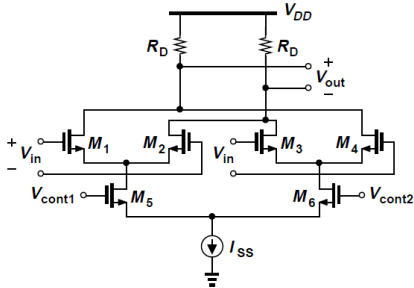 V_DD
R_D R_D
+
V_out
−
+ M_1 M_2 M_3 M_4
V_in V_in
−
V_cont1 M_5 M_6 V_cont2
I_SS